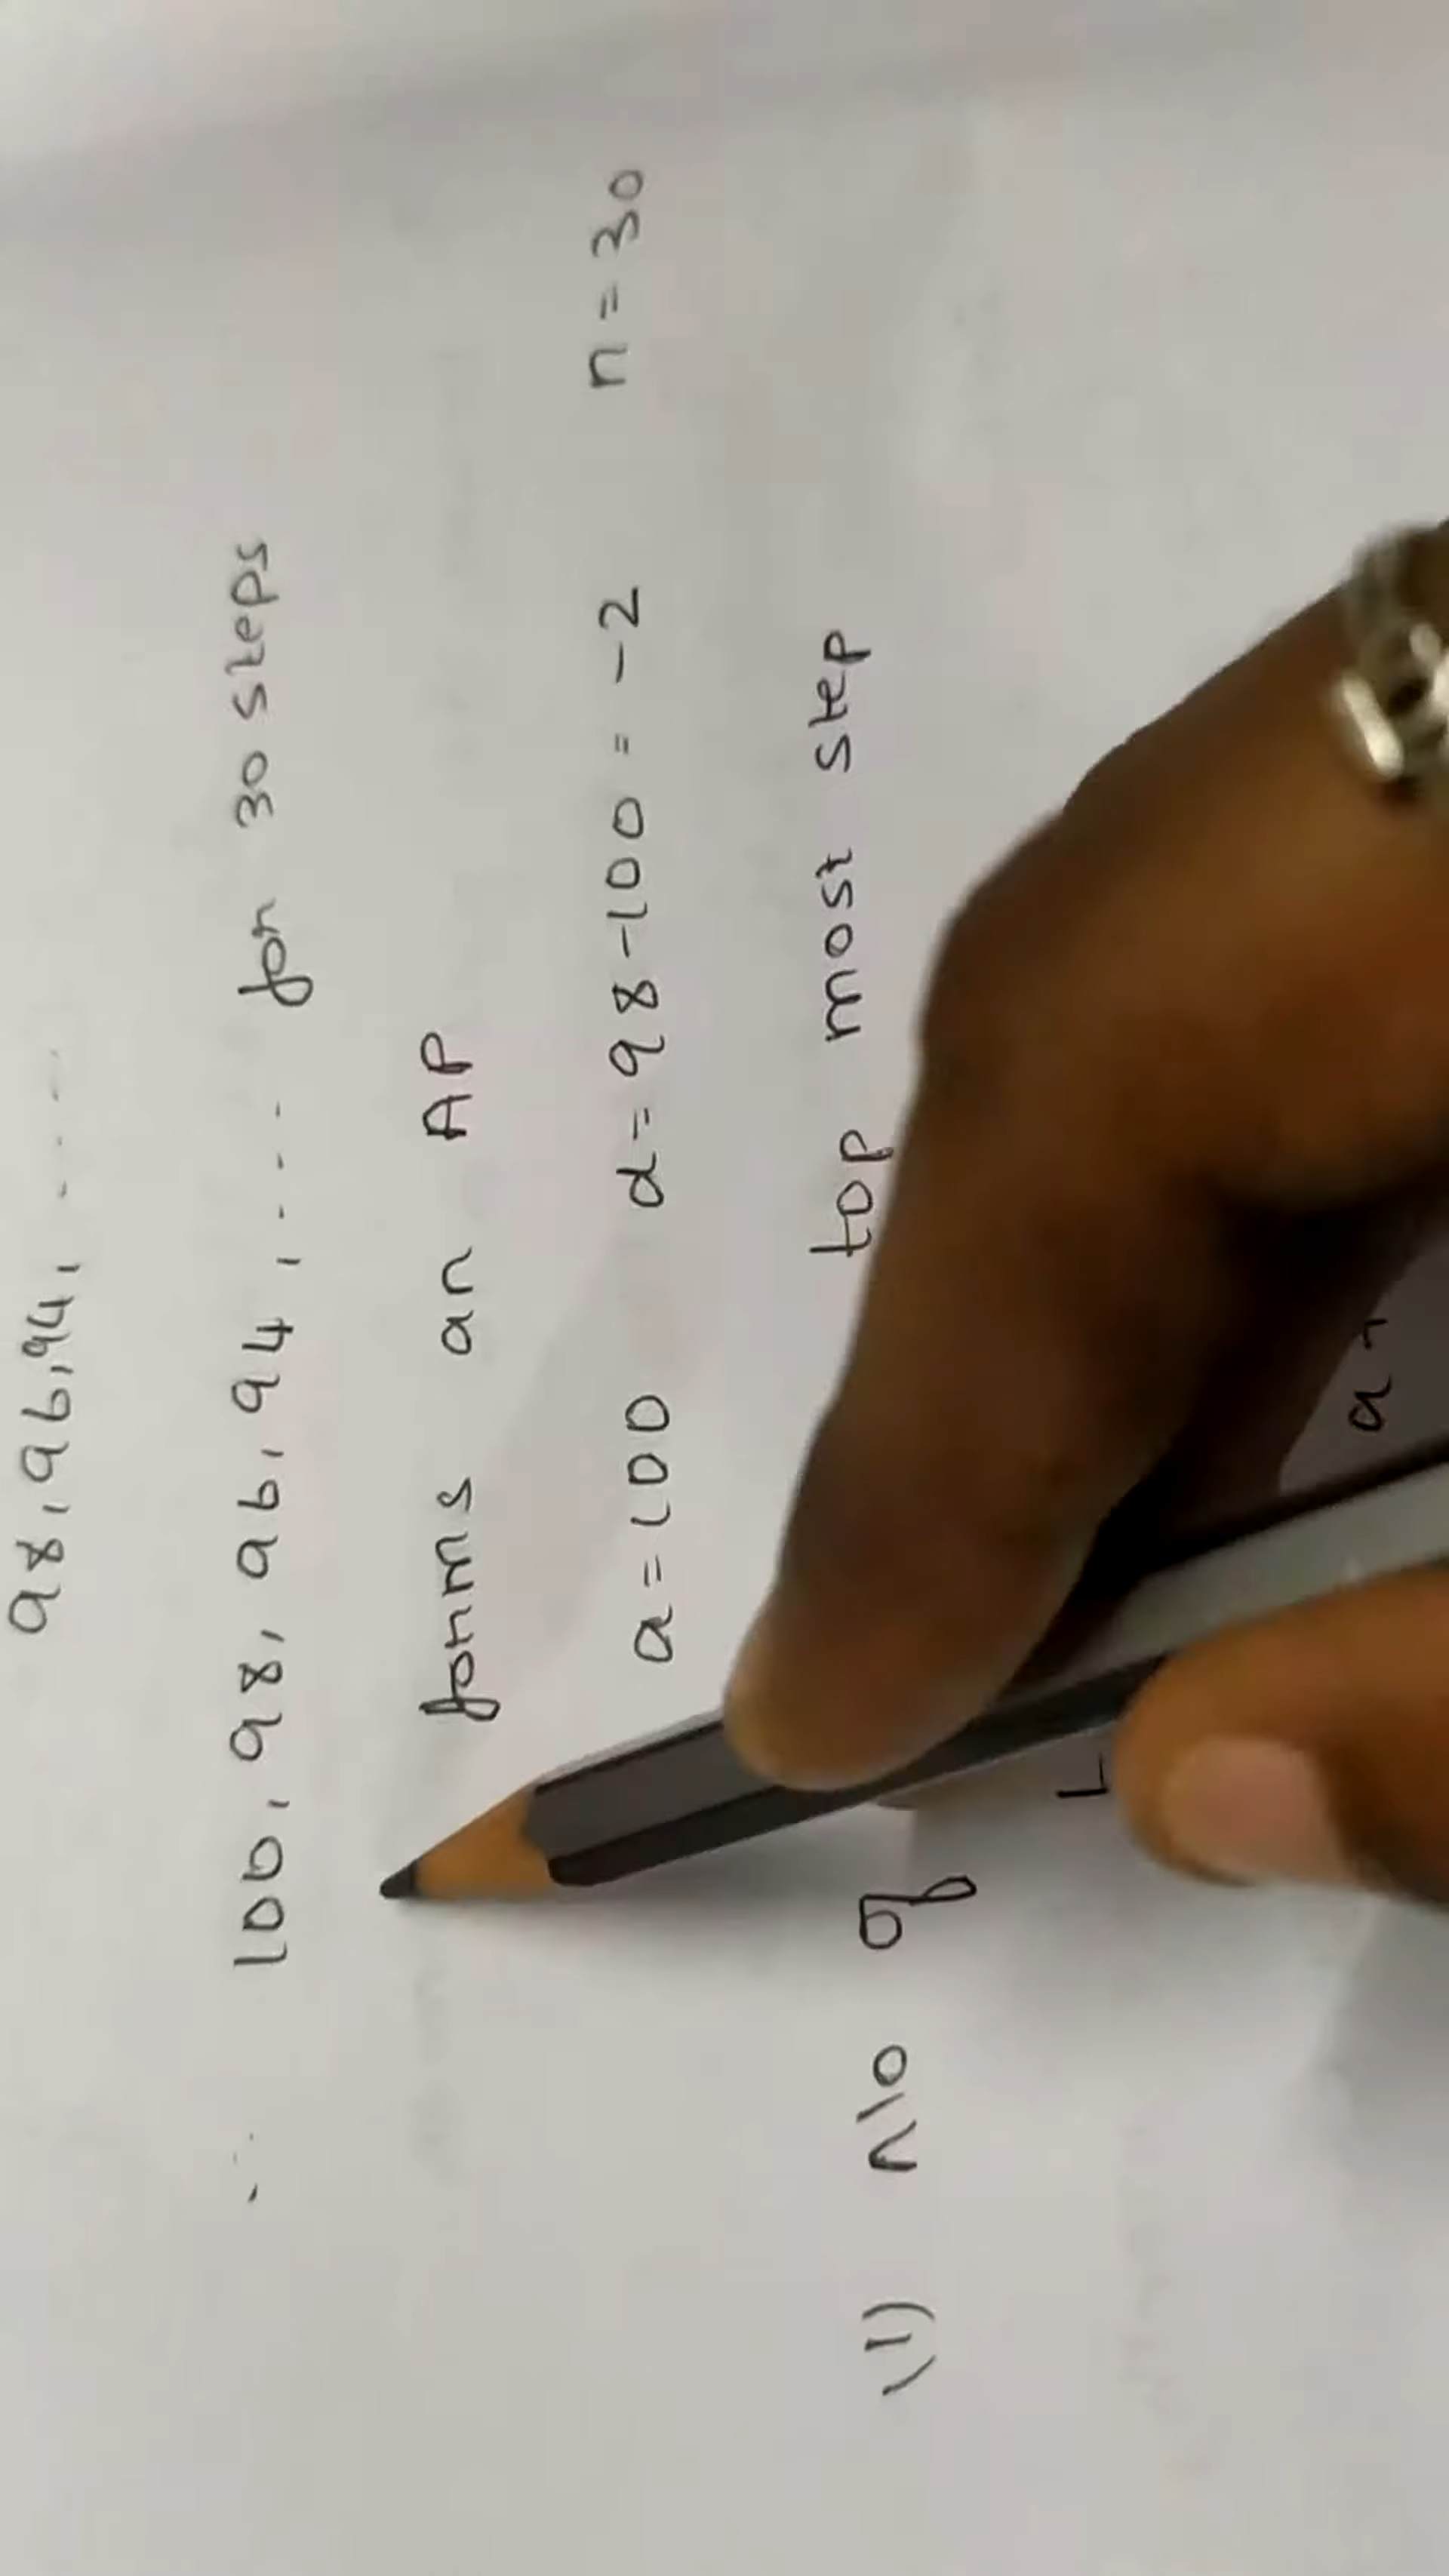 98, 96, 94, ....
∴ 100, 98, 96, 94, .... for 30 steps
forms an AP
a = 100 d = 98 - 100 = -2 n = 30
(1) No of top most step
t
a +